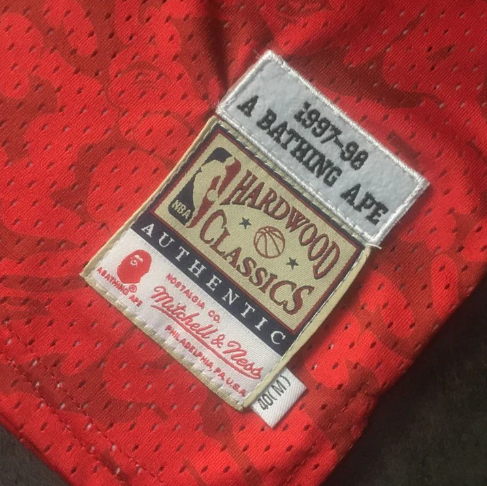 1997-98
A BATHING APE
NBA
HARDWOOD
CLASSICS
AUTHENTIC
A BATHING APE
®
NOSTALGIA CO.
Mitchell & Ness
PHILADELPHIA, PA. U.S.A.
40(M)